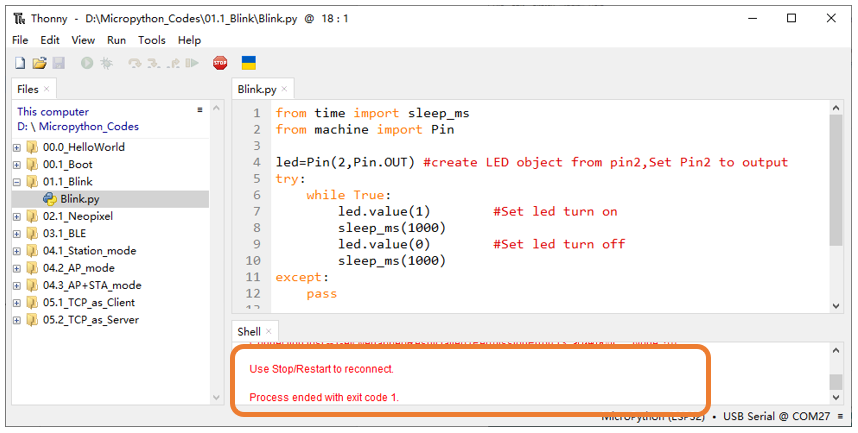 Thonny - D:\Micropython_Codes\01.1_Blink\Blink.py @ 18 : 1
File Edit View Run Tools Help
STOP
Files ×
This computer
D: \ Micropython_Codes
00.0_HelloWorld
00.1_Boot
01.1_Blink
Blink.py
02.1_Neopixel
03.1_BLE
04.1_Station_mode
04.2_AP_mode
04.3_AP+STA_mode
05.1_TCP_as_Client
05.2_TCP_as_Server
Blink.py ×
1 from time import sleep_ms
2 from machine import Pin
3
4 led=Pin(2,Pin.OUT) #create LED object from pin2,Set Pin2 to output
5 try:
6 while True:
7 led.value(1) #Set led turn on
8 sleep_ms(1000)
9 led.value(0) #Set led turn off
10 sleep_ms(1000)
11 except:
12 pass
Shell ×
Use Stop/Restart to reconnect.
Process ended with exit code 1.
MicroPython (ESP32) • USB Serial @ COM27 ≡